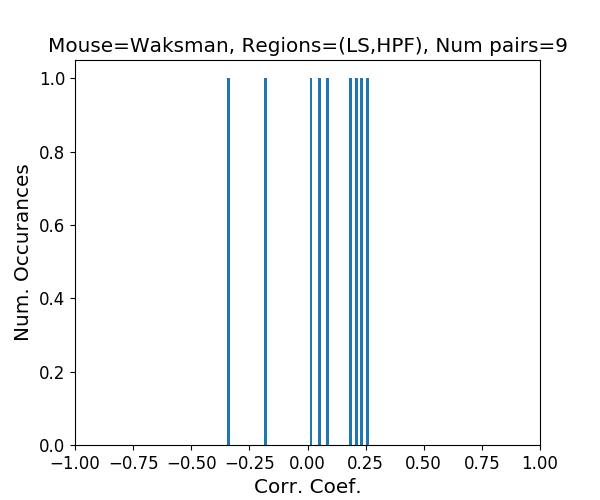 Mouse=Waksman, Regions=(LS,HPF), Num pairs=9
1.0
0.8
0.6
0.4
0.2
0.0
Num. Occurances
−1.00 −0.75 −0.50 −0.25 0.00 0.25 0.50 0.75 1.00
Corr. Coef.